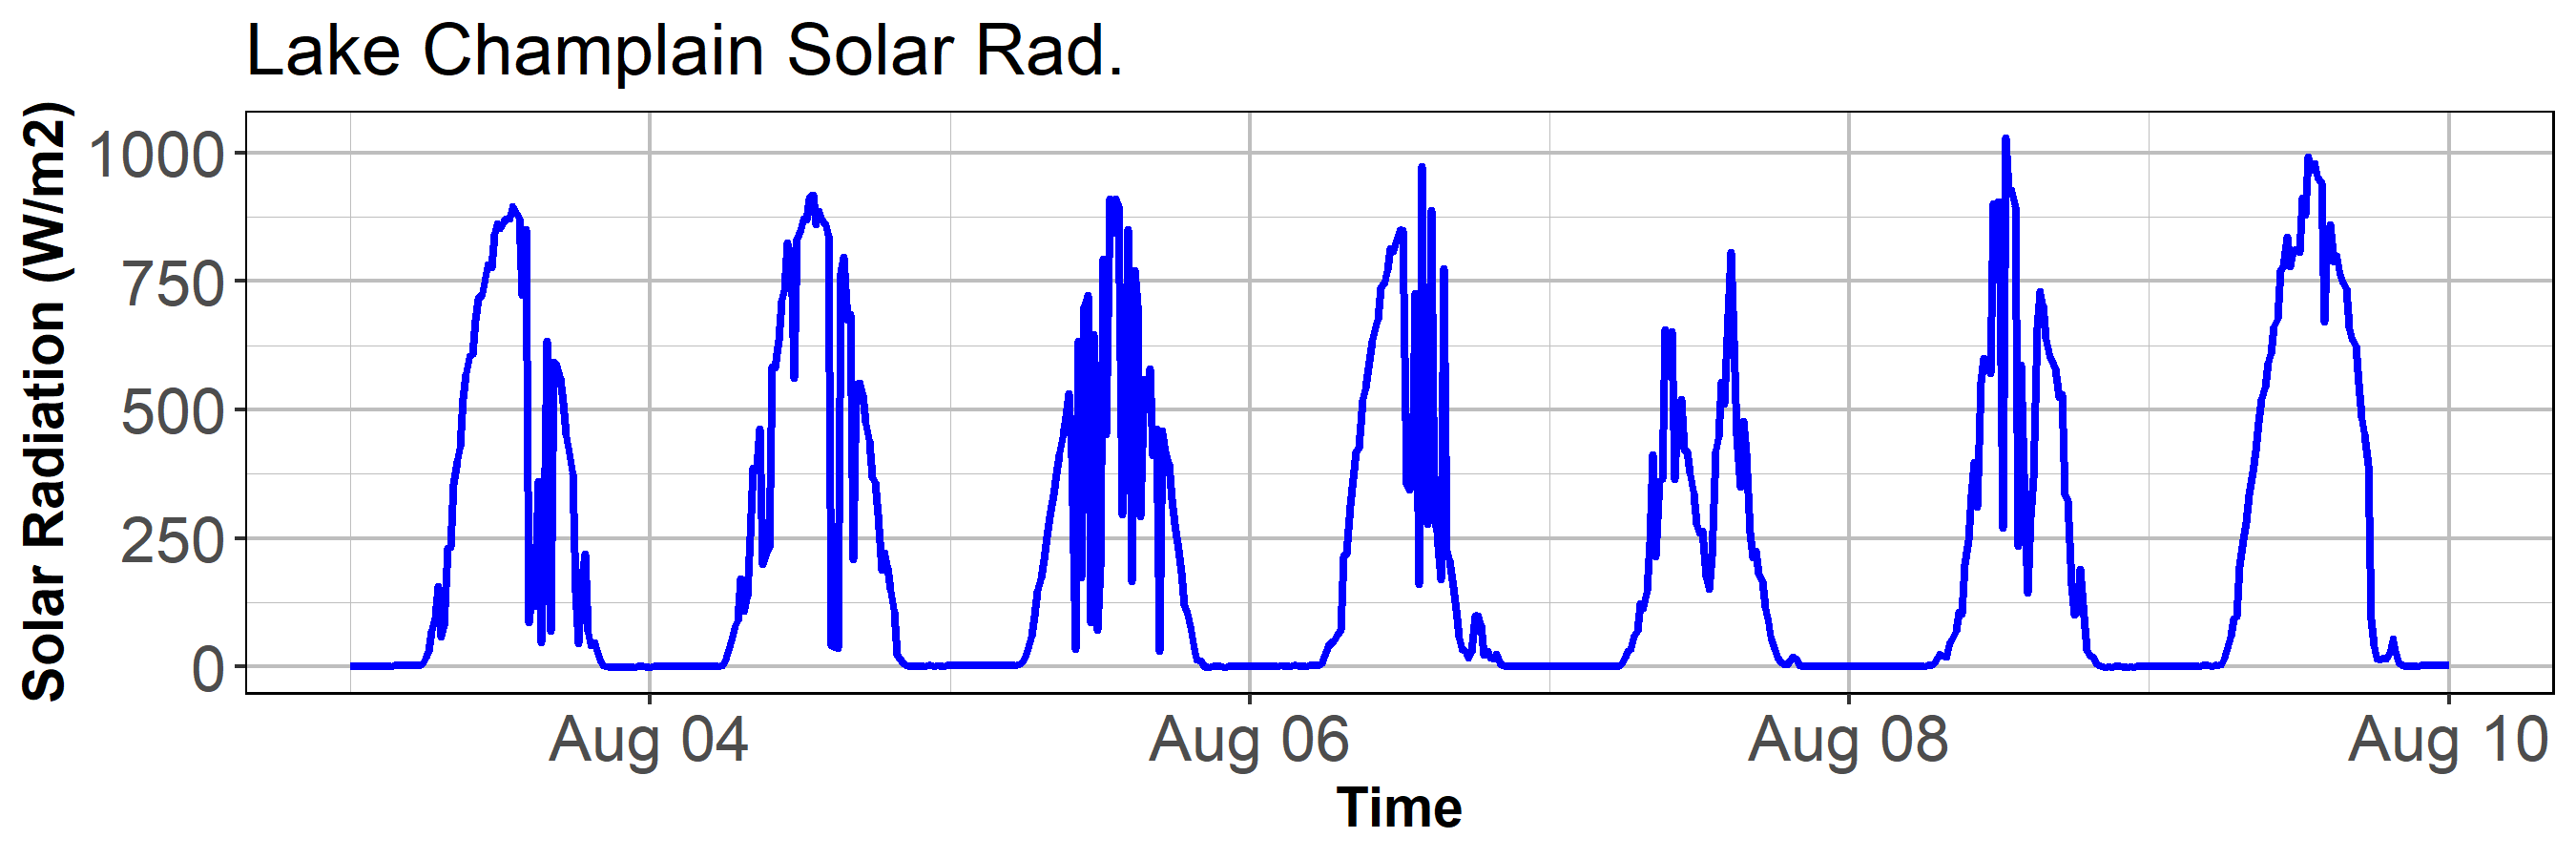 Lake Champlain Solar Rad.
Solar Radiation (W/m2)
1000
750
500
250
0
Aug 04 Aug 06 Aug 08 Aug 10
Time